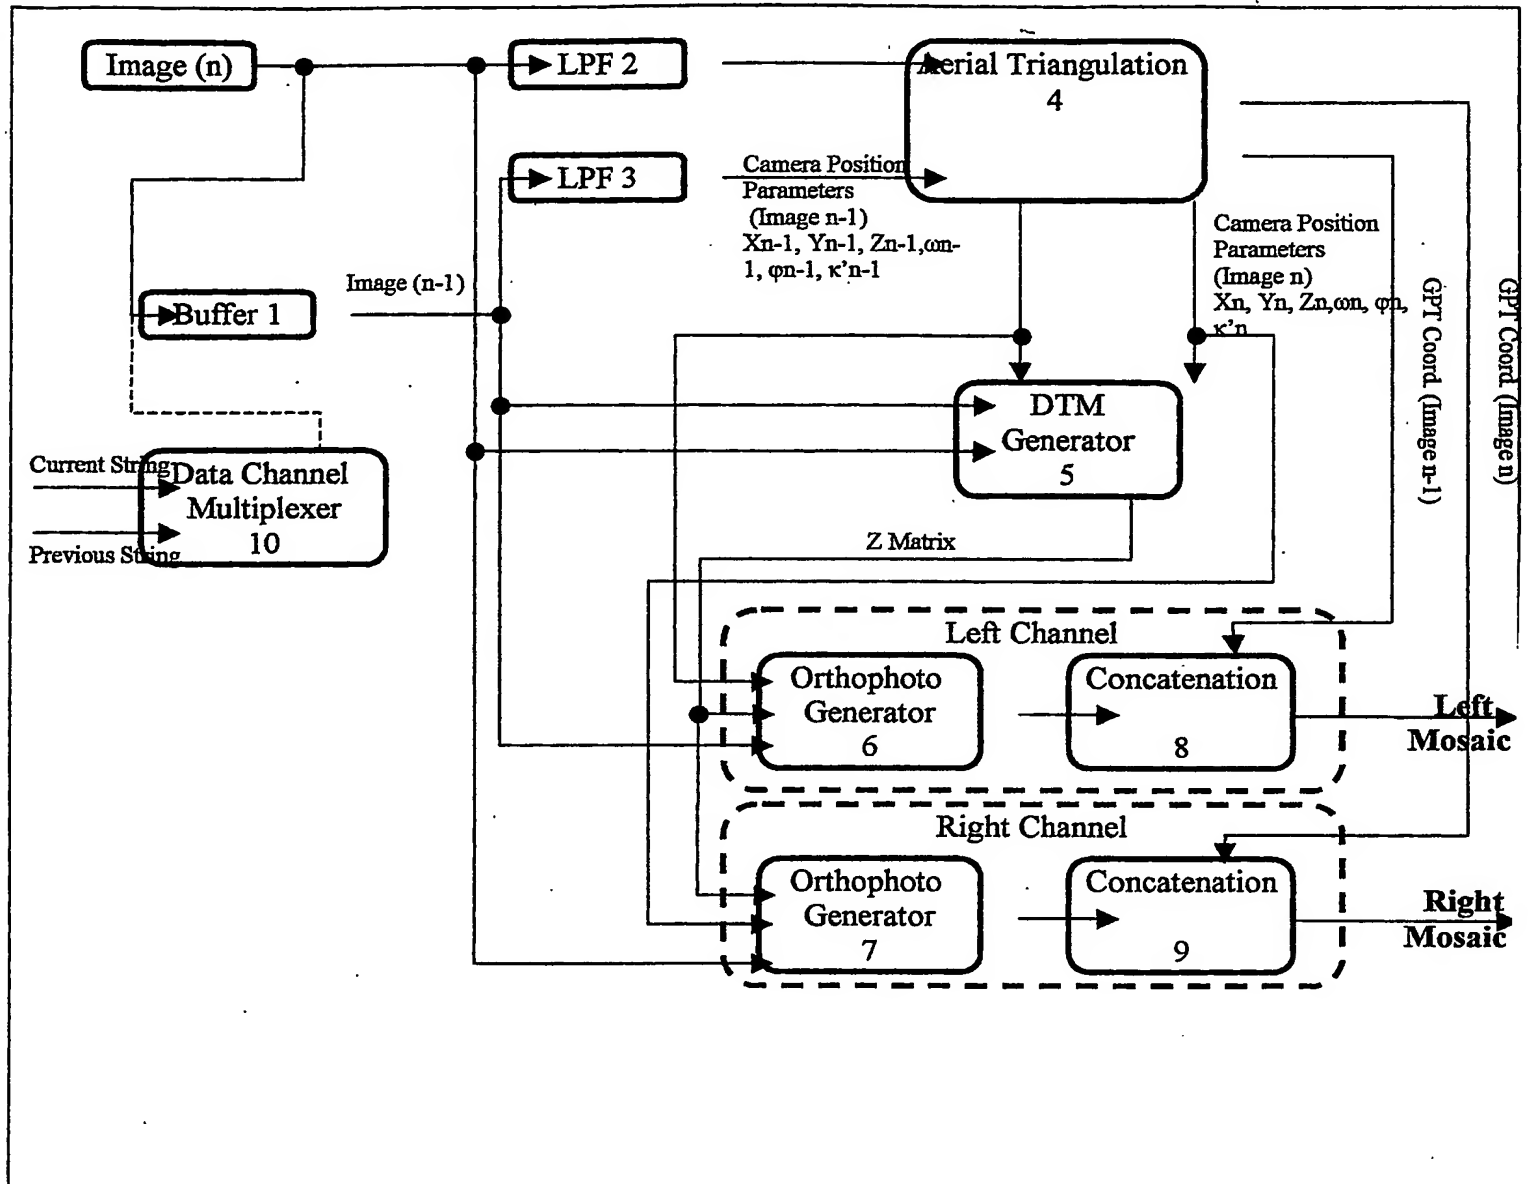 Image (n)
LPF 2
Aerial Triangulation
4
LPF 3
Camera Position
Parameters
(Image n-1)
Xn-1, Yn-1, Zn-1,ωn-
1, φn-1, κ’n-1
Camera Position
Parameters
(Image n)
Xn, Yn, Zn,ωn, φn,
κ’n
GPT Coord. (Image n-1)
GPT Coord. (Image n)
Image (n-1)
Buffer 1
DTM
Generator
5
Current String
Data Channel
Multiplexer
10
Previous String
Z Matrix
Left Channel
Orthophoto
Generator
6
Concatenation
8
Left
Mosaic
Right Channel
Orthophoto
Generator
7
Concatenation
9
Right
Mosaic